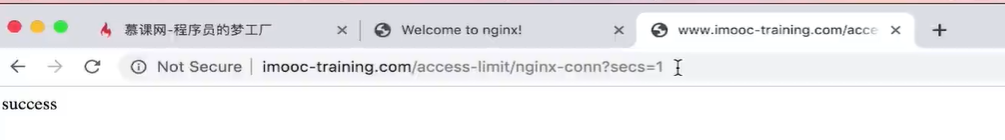 慕课网-程序员的梦工厂 Welcome to nginx! www.imooc-training.com/acce
Not Secure imooc-training.com/access-limit/nginx-conn?secs=1
success